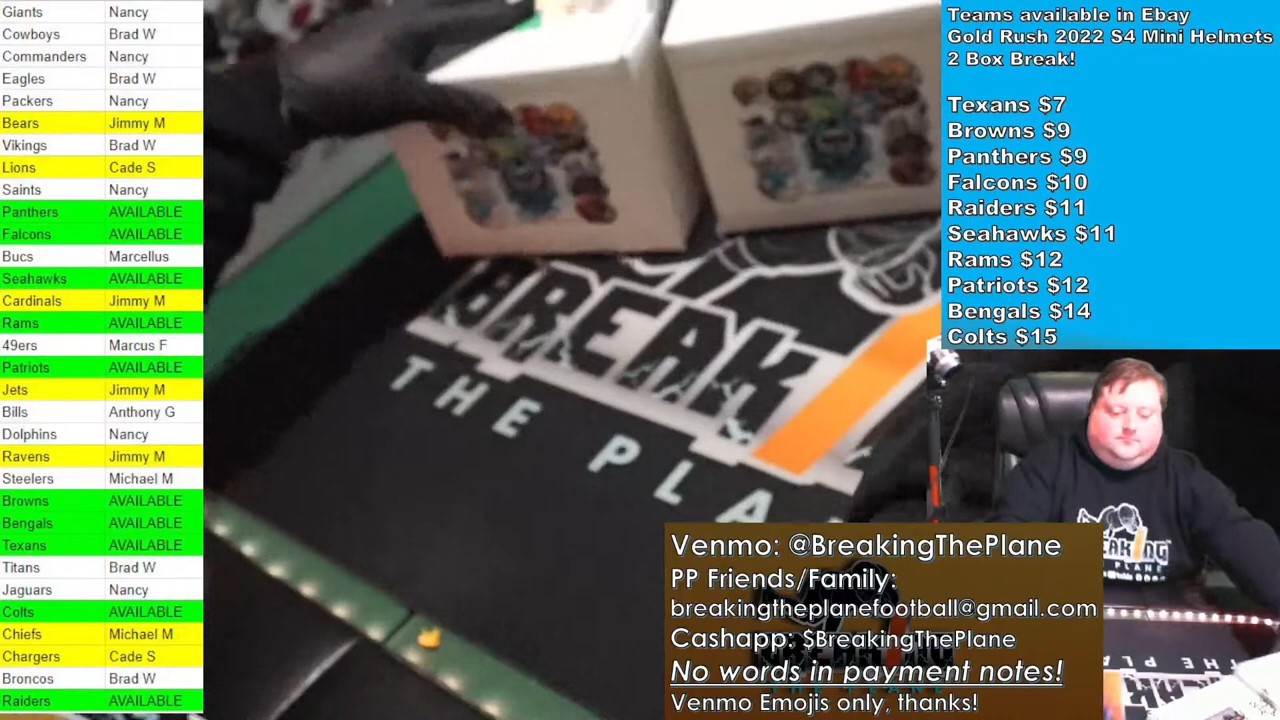 Giants Nancy
Cowboys Brad W
Commanders Nancy
Eagles Brad W
Packers Nancy
Bears Jimmy M
Vikings Brad W
Lions Cade S
Saints Nancy
Panthers AVAILABLE
Falcons AVAILABLE
Bucs Marcellus
Seahawks AVAILABLE
Cardinals Jimmy M
Rams AVAILABLE
49ers Marcus F
Patriots AVAILABLE
Jets Jimmy M
Bills Anthony G
Dolphins Nancy
Ravens Jimmy M
Steelers Michael M
Browns AVAILABLE
Bengals AVAILABLE
Texans AVAILABLE
Titans Brad W
Jaguars Nancy
Colts AVAILABLE
Chiefs Michael M
Chargers Cade S
Broncos Brad W
Raiders AVAILABLE
BREAK
THE PLA
Teams available in Ebay
Gold Rush 2022 S4 Mini Helmets
2 Box Break!
Texans $7
Browns $9
Panthers $9
Falcons $10
Raiders $11
Seahawks $11
Rams $12
Patriots $12
Bengals $14
Colts $15
Venmo: @BreakingThePlane
PP Friends/Family:
breakingtheplanefootball@gmail.com
Cashapp: $BreakingThePlane
No words in payment notes!
Venmo Emojis only, thanks!